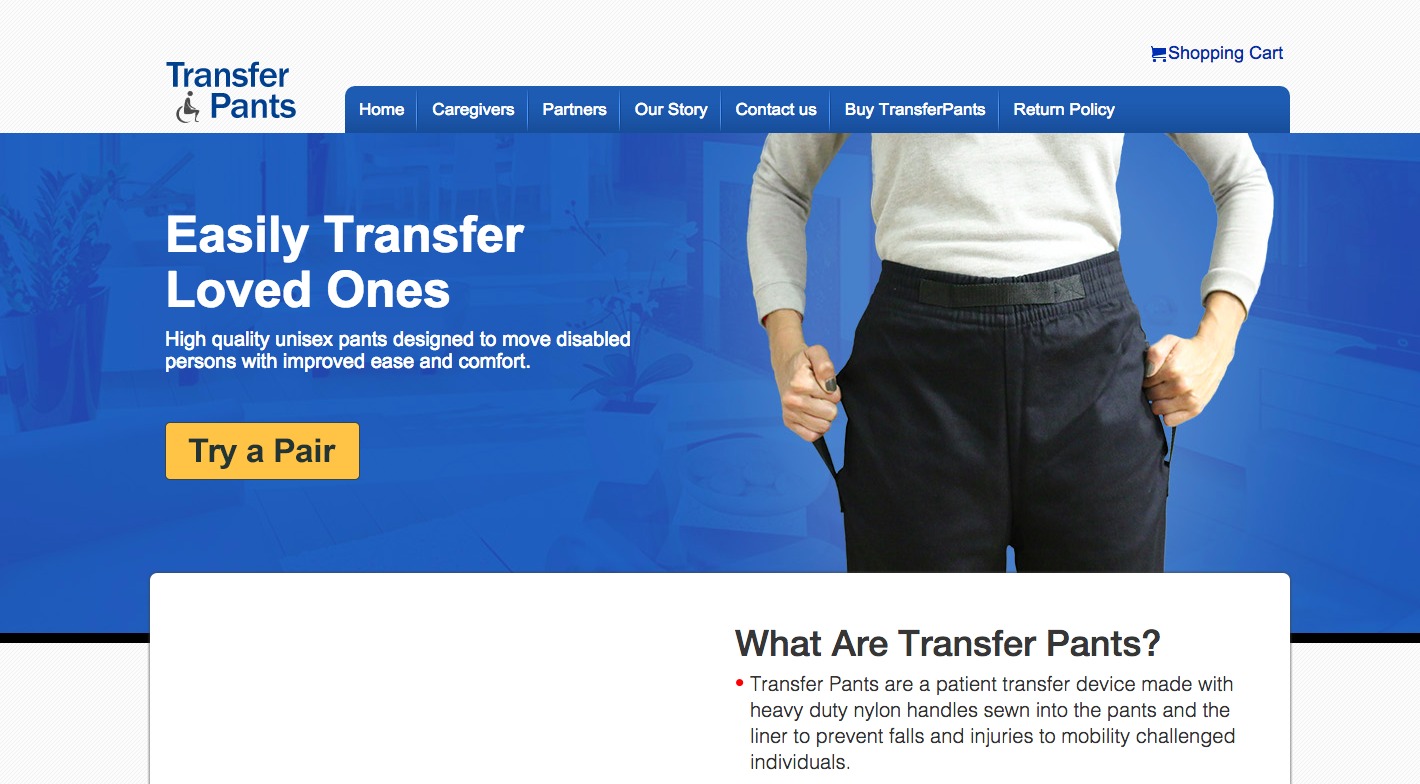 Shopping Cart
Transfer
Pants
Home
Caregivers
Partners
Our Story
Contact us
Buy TransferPants
Return Policy
Easily Transfer
Loved Ones
High quality unisex pants designed to move disabled
persons with improved ease and comfort.
Try a Pair
What Are Transfer Pants?
Transfer Pants are a patient transfer device made with
heavy duty nylon handles sewn into the pants and the
liner to prevent falls and injuries to mobility challenged
individuals.